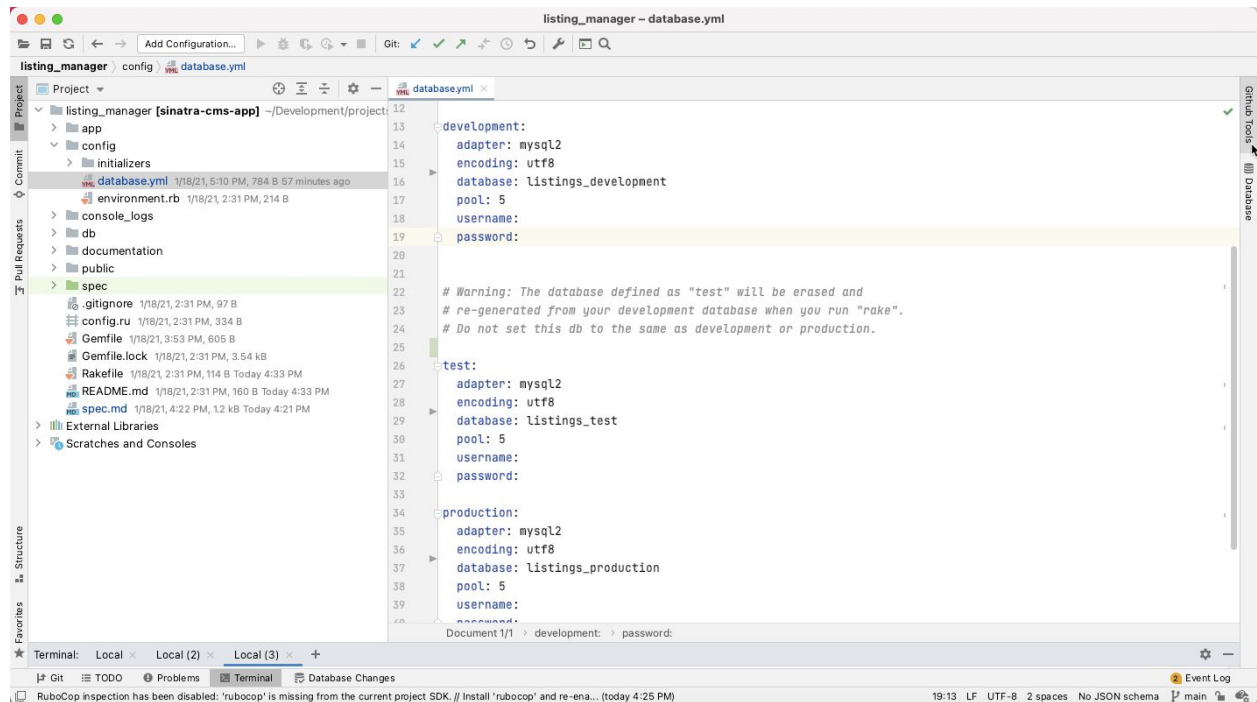 listing_manager – database.yml
Add Configuration...
Git:
listing_manager config database.yml
Project
database.yml
listing_manager [sinatra-cms-app] ~/Development/project
app
config
initializers
database.yml 1/18/21, 5:10 PM, 784 B 57 minutes ago
environment.rb 1/18/21, 2:31 PM, 214 B
console_logs
db
documentation
public
spec
.gitignore 1/18/21, 2:31 PM, 97 B
config.ru 1/18/21, 2:31 PM, 334 B
Gemfile 1/18/21, 3:53 PM, 605 B
Gemfile.lock 1/18/21, 2:31 PM, 3.54 kB
Rakefile 1/18/21, 2:31 PM, 114 B Today 4:33 PM
README.md 1/18/21, 2:31 PM, 160 B Today 4:33 PM
spec.md 1/18/21, 4:22 PM, 1.2 kB Today 4:21 PM
External Libraries
Scratches and Consoles
Project
Commit
Pull Requests
Structure
Favorites
12
13 development:
14 adapter: mysql2
15 encoding: utf8
16 database: listings_development
17 pool: 5
18 username:
19 password:
20
21
22 # Warning: The database defined as "test" will be erased and
23 # re-generated from your development database when you run "rake".
24 # Do not set this db to the same as development or production.
25
26 test:
27 adapter: mysql2
28 encoding: utf8
29 database: listings_test
30 pool: 5
31 username:
32 password:
33
34 production:
35 adapter: mysql2
36 encoding: utf8
37 database: listings_production
38 pool: 5
39 username:
40 password:
Document 1/1 development: password:
Github Tools
Database
Terminal: Local Local (2) Local (3) +
Git TODO Problems Terminal Database Changes 2 Event Log
RuboCop inspection has been disabled: 'rubocop' is missing from the current project SDK. // Install 'rubocop' and re-ena... (today 4:25 PM) 19:13 LF UTF-8 2 spaces No JSON schema main